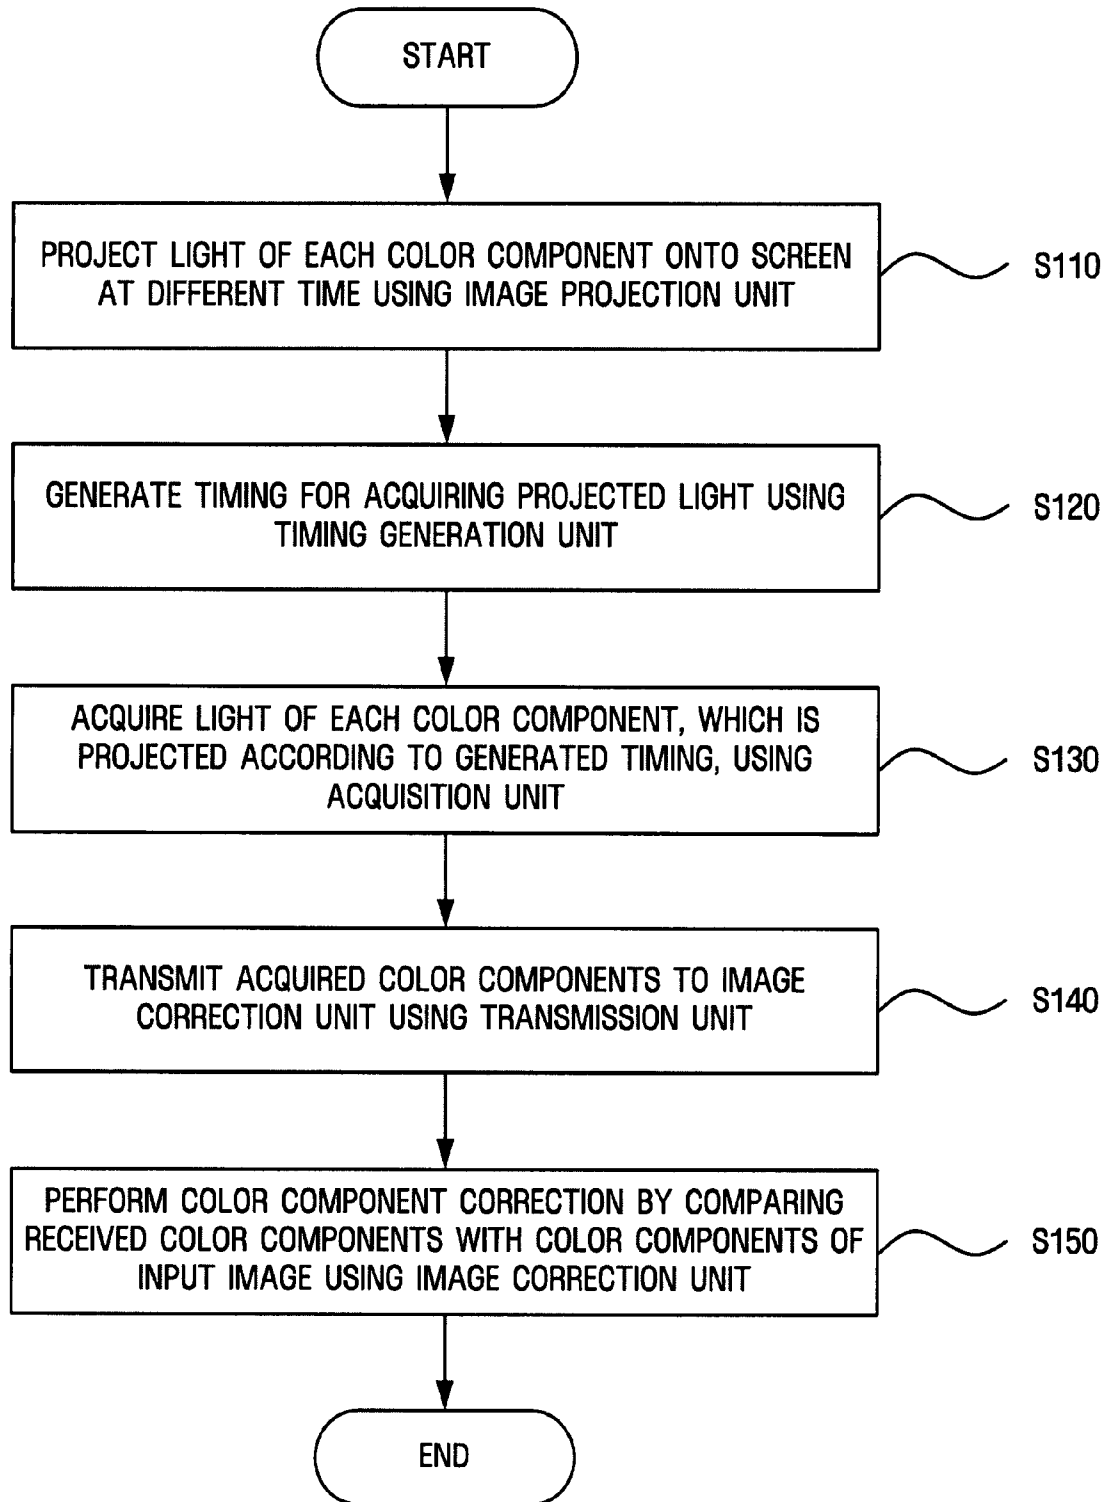 START
PROJECT LIGHT OF EACH COLOR COMPONENT ONTO SCREEN
AT DIFFERENT TIME USING IMAGE PROJECTION UNIT
S110
GENERATE TIMING FOR ACQUIRING PROJECTED LIGHT USING
TIMING GENERATION UNIT
S120
ACQUIRE LIGHT OF EACH COLOR COMPONENT, WHICH IS
PROJECTED ACCORDING TO GENERATED TIMING, USING
ACQUISITION UNIT
S130
TRANSMIT ACQUIRED COLOR COMPONENTS TO IMAGE
CORRECTION UNIT USING TRANSMISSION UNIT
S140
PERFORM COLOR COMPONENT CORRECTION BY COMPARING
RECEIVED COLOR COMPONENTS WITH COLOR COMPONENTS OF
INPUT IMAGE USING IMAGE CORRECTION UNIT
S150
END